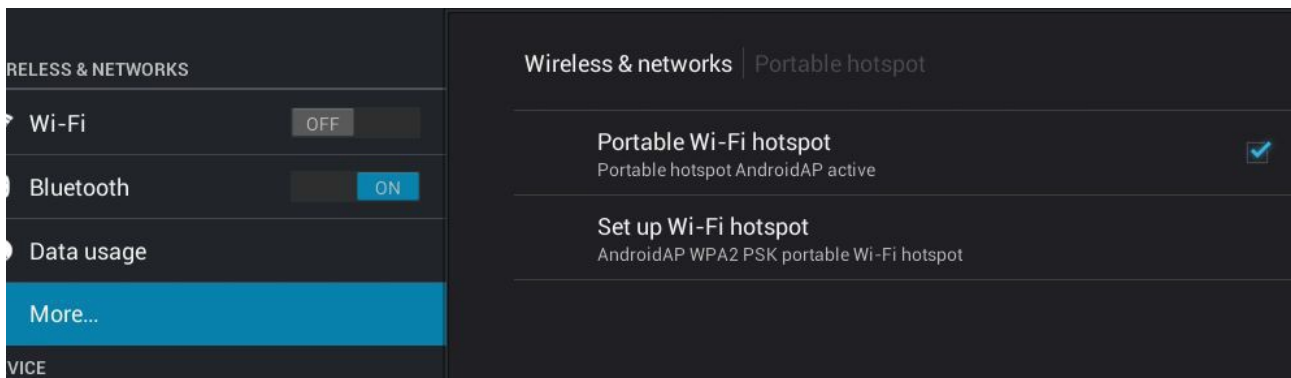 RELESS & NETWORKS
Wi-Fi
OFF
Bluetooth
ON
Data usage
More...
VICE
Wireless & networks | Portable hotspot
Portable Wi-Fi hotspot
Portable hotspot AndroidAP active
Set up Wi-Fi hotspot
AndroidAP WPA2 PSK portable Wi-Fi hotspot